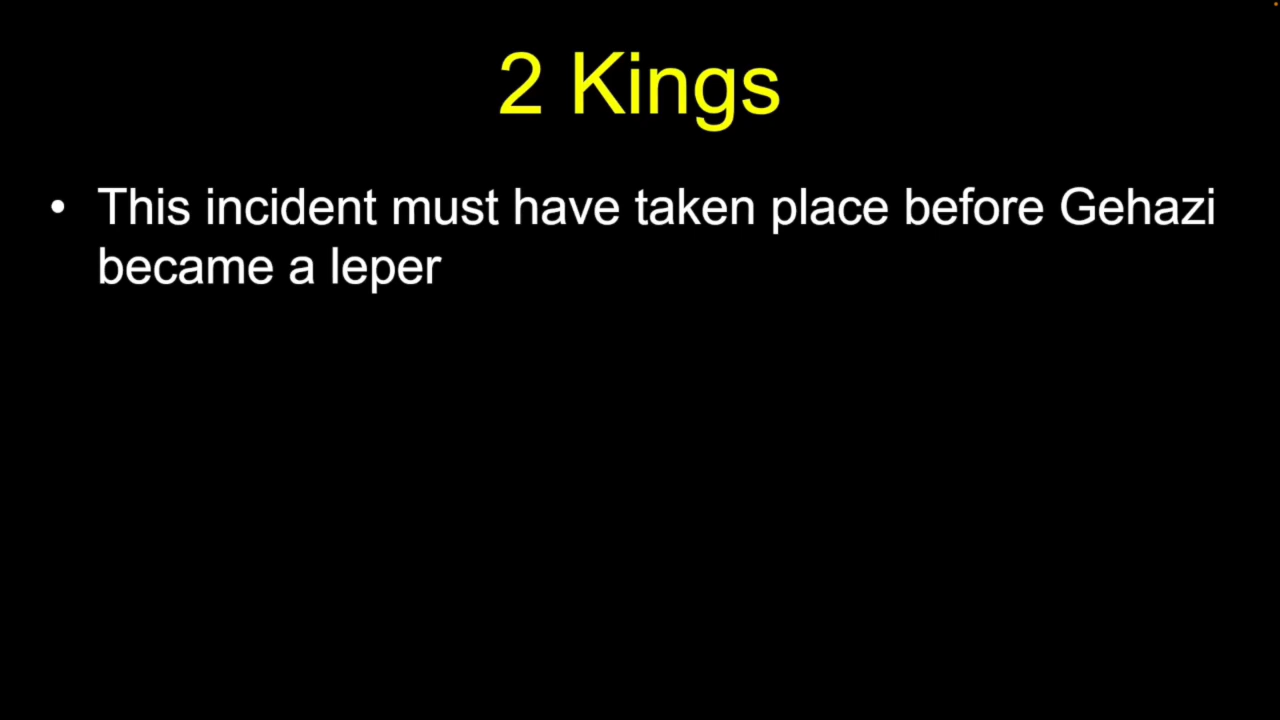 2 Kings
• This incident must have taken place before Gehazi
became a leper